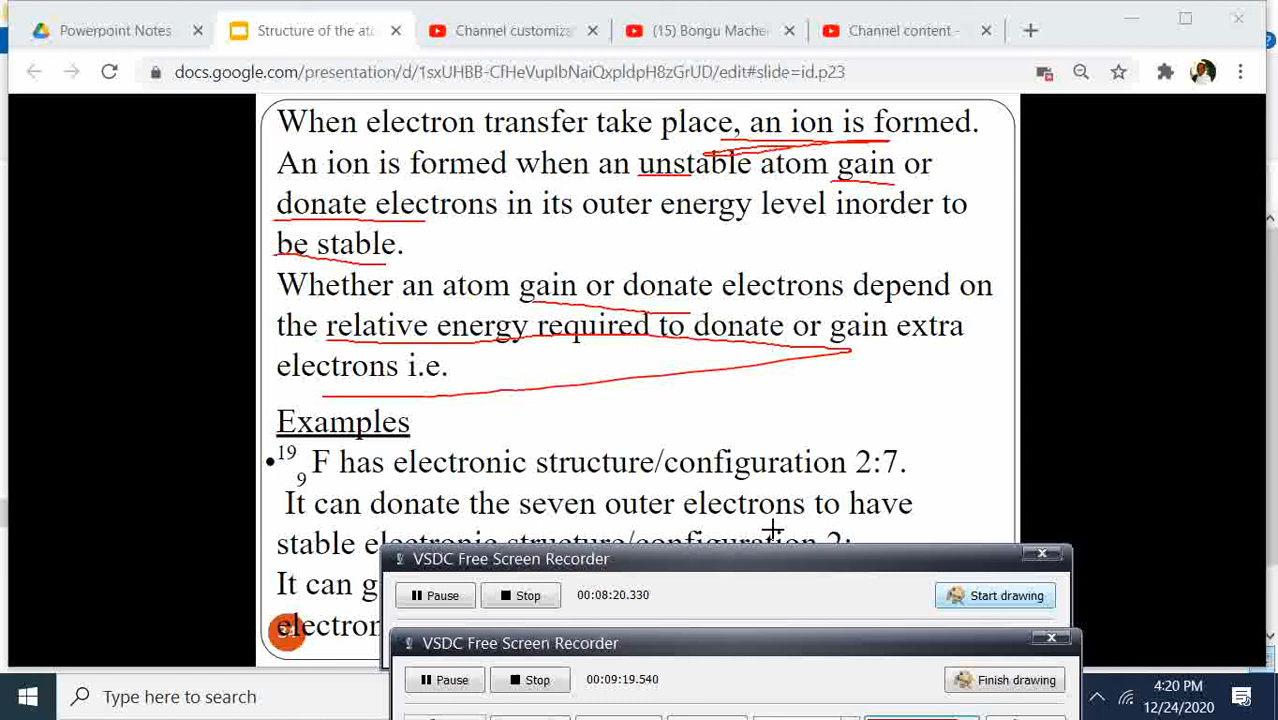 Powerpoint Notes
Structure of the at
Channel customiz
(15) Bongu Mache
Channel content -
docs.google.com/presentation/d/1sxUHBB-CfHeVupIbNaiQxpldpH8zGrUD/edit#slide=id.p23
When electron transfer take place, an ion is formed.
An ion is formed when an unstable atom gain or
donate electrons in its outer energy level inorder to
be stable.
Whether an atom gain or donate electrons depend on
the relative energy required to donate or gain extra
electrons i.e.
Examples
•19 9 F has electronic structure/configuration 2:7.
It can donate the seven outer electrons to have
stable electronic structure/configuration 2:
It can g
electron
VSDC Free Screen Recorder
Pause Stop 00:08:20.330 Start drawing
VSDC Free Screen Recorder
Pause Stop 00:09:19.540 Finish drawing
Type here to search
4:20 PM
12/24/2020